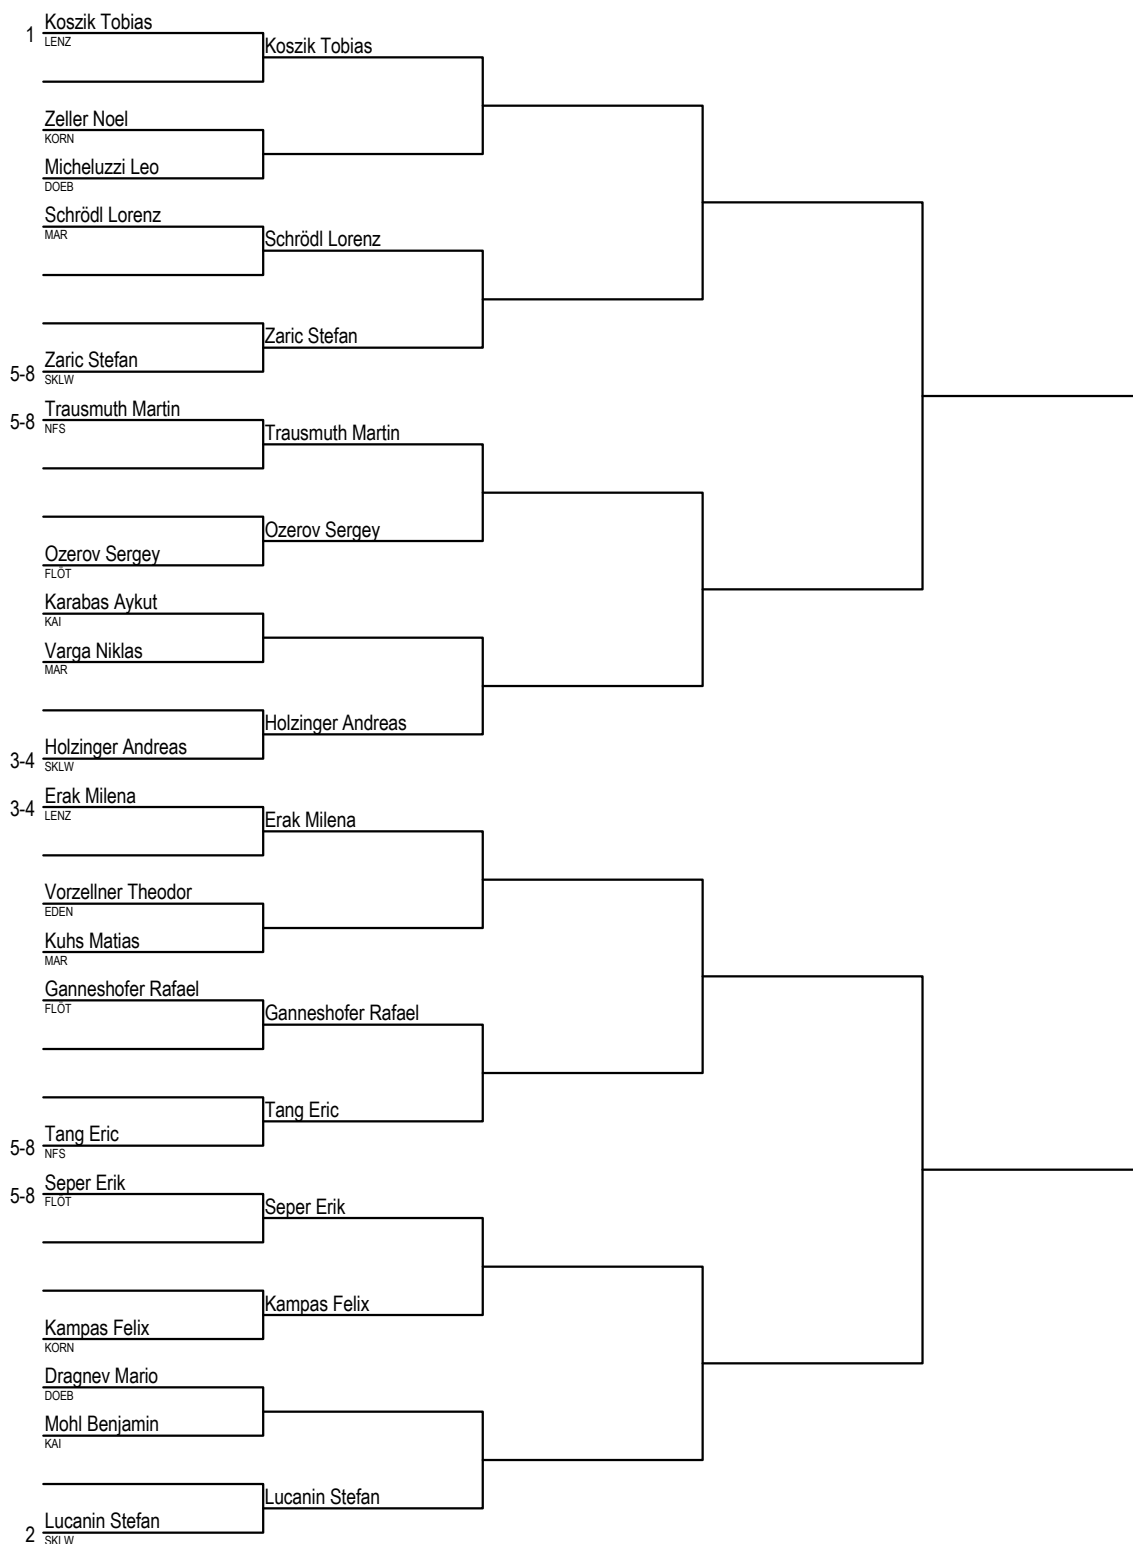 Koszik Tobias
1
LENZ
Koszik Tobias
Zeller Noel
KORN
Micheluzzi Leo
DOEB
Schrödl Lorenz
MAR
Schrödl Lorenz
Zaric Stefan
Zaric Stefan
5-8
SKLW
Trausmuth Martin
5-8
NFS
Trausmuth Martin
Ozerov Sergey
Ozerov Sergey
FLÖT
Karabas Aykut
KAI
Varga Niklas
MAR
Holzinger Andreas
Holzinger Andreas
3-4
SKLW
Erak Milena
3-4
LENZ
Erak Milena
Vorzellner Theodor
EDEN
Kuhs Matias
MAR
Ganneshofer Rafael
FLÖT
Ganneshofer Rafael
Tang Eric
Tang Eric
5-8
NFS
Seper Erik
5-8
FLÖT
Seper Erik
Kampas Felix
Kampas Felix
KORN
Dragnev Mario
DOEB
Mohl Benjamin
KAI
Lucanin Stefan
Lucanin Stefan
2
SKLW